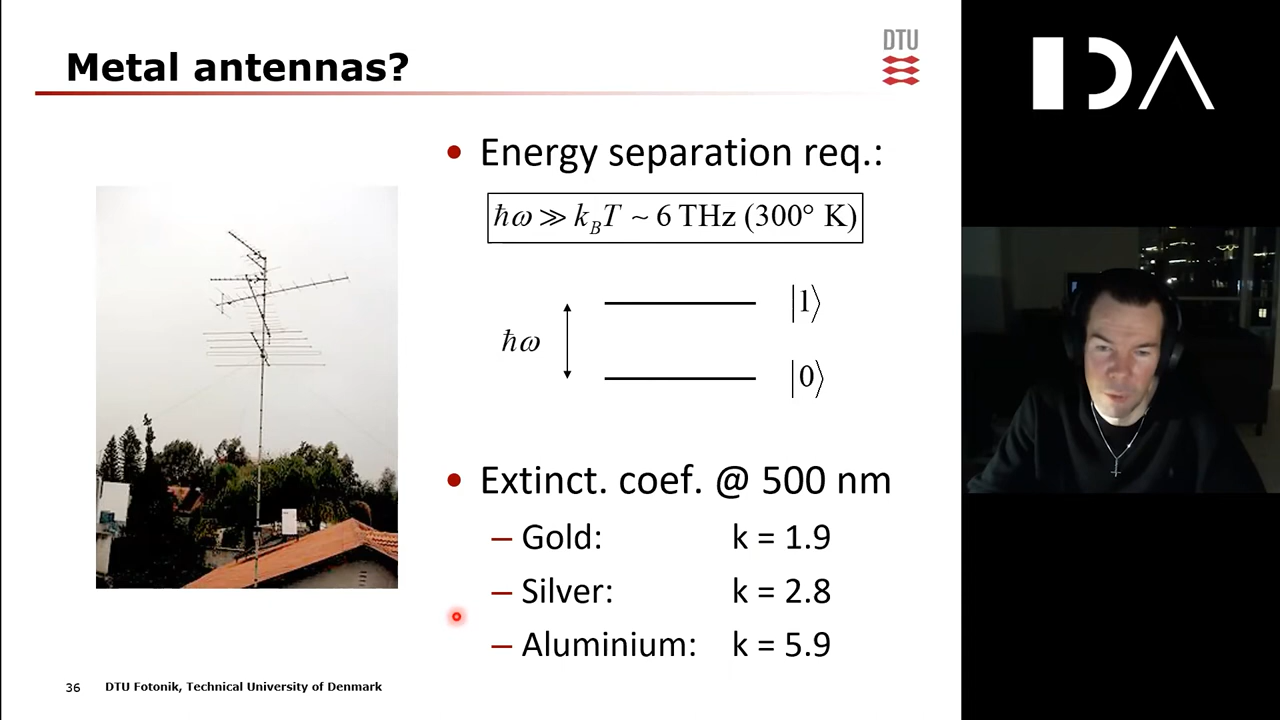 Metal antennas?
DTU
• Energy separation req.:
ħω ≫ k_BT ~ 6 THz (300° K)
|1⟩
ħω
|0⟩
• Extinct. coef. @ 500 nm
– Gold: k = 1.9
– Silver: k = 2.8
– Aluminium: k = 5.9
36 DTU Fotonik, Technical University of Denmark
IDA